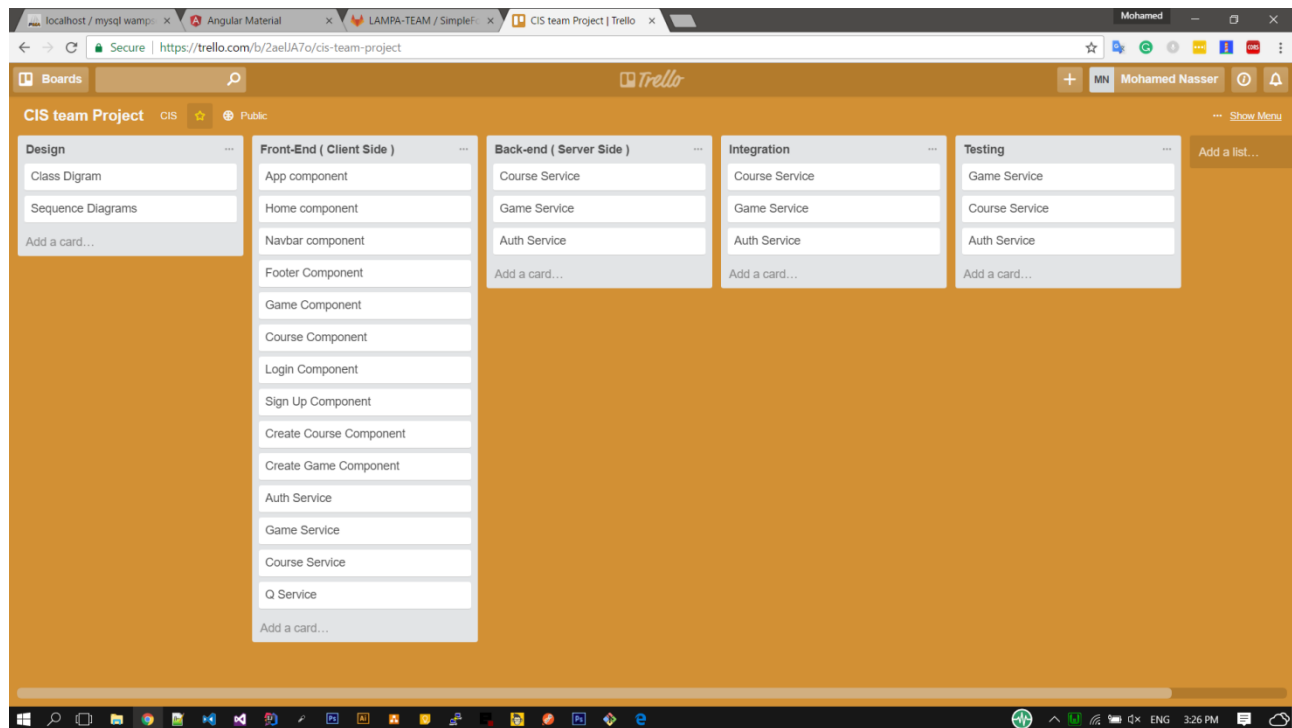 localhost / mysql wamps
Angular Material
LAMPA-TEAM / SimpleFo
CIS team Project | Trello
Mohamed
Secure
https://trello.com/b/2aelJA7o/cis-team-project
Boards
Trello
MN
Mohamed Nasser
CIS team Project
CIS
Public
... Show Menu
Design
Class Digram
Sequence Diagrams
Add a card...
Front-End ( Client Side )
App component
Home component
Navbar component
Footer Component
Game Component
Course Component
Login Component
Sign Up Component
Create Course Component
Create Game Component
Auth Service
Game Service
Course Service
Q Service
Add a card...
Back-end ( Server Side )
Course Service
Game Service
Auth Service
Add a card...
Integration
Course Service
Game Service
Auth Service
Add a card...
Testing
Game Service
Course Service
Auth Service
Add a card...
Add a list...
ENG
3:26 PM